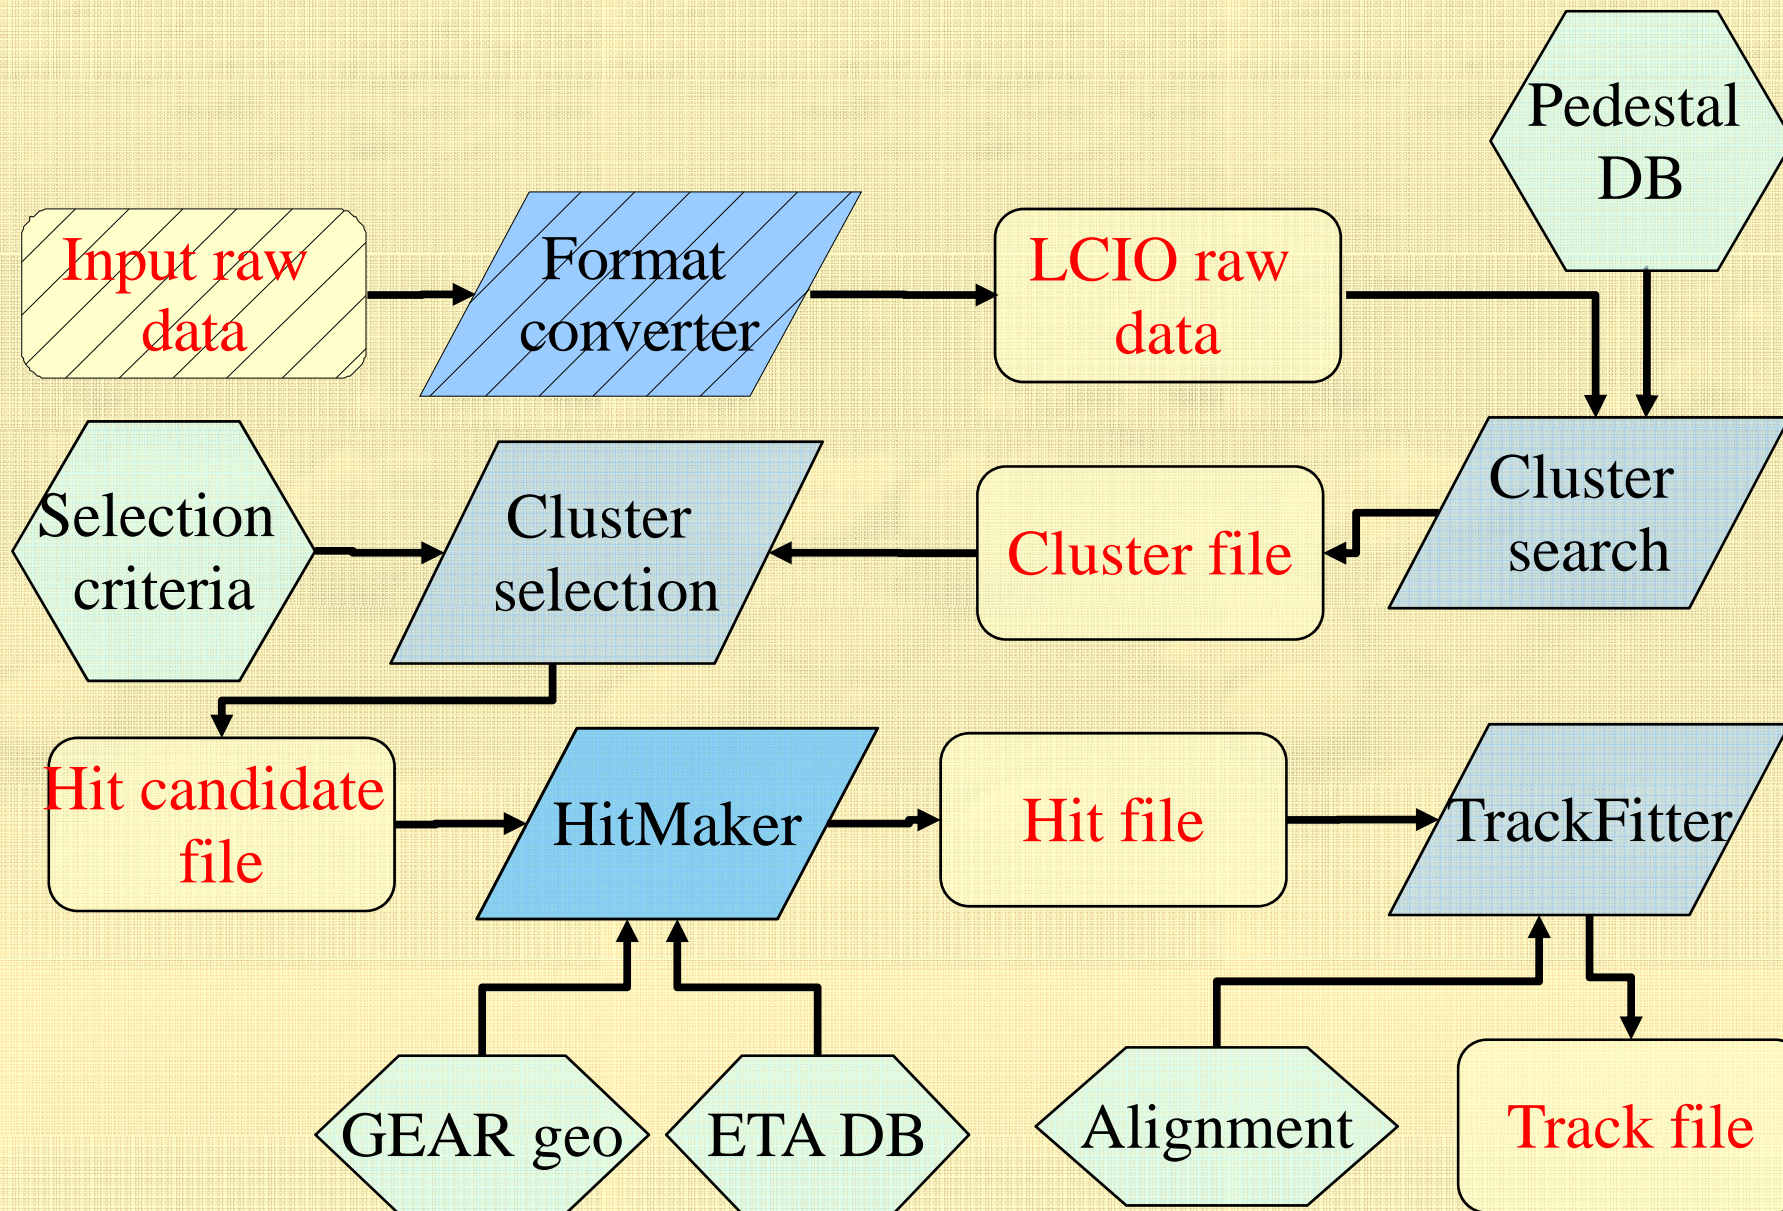 Pedestal
DB
Input raw
data
Format
converter
LCIO raw
data
Selection
criteria
Cluster
selection
Cluster file
Cluster
search
Hit candidate
file
HitMaker
Hit file
TrackFitter
GEAR geo
ETA DB
Alignment
Track file